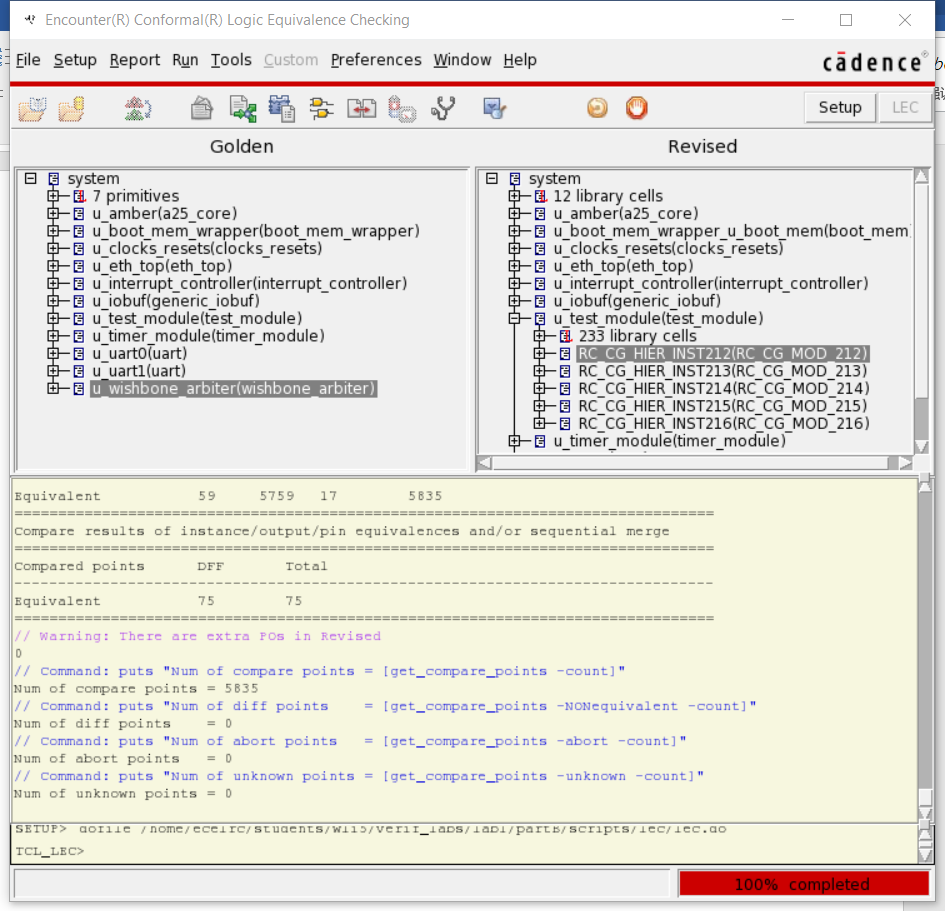 Encounter(R) Conformal(R) Logic Equivalence Checking
File Setup Report Run Tools Custom Preferences Window Help
cādence®
Setup LEC
Golden
Revised
system
7 primitives
u_amber(a25_core)
u_boot_mem_wrapper(boot_mem_wrapper)
u_clocks_resets(clocks_resets)
u_eth_top(eth_top)
u_interrupt_controller(interrupt_controller)
u_iobuf(generic_iobuf)
u_test_module(test_module)
u_timer_module(timer_module)
u_uart0(uart)
u_uart1(uart)
u_wishbone_arbiter(wishbone_arbiter)
system
12 library cells
u_amber(a25_core)
u_boot_mem_wrapper_u_boot_mem(boot_mem
u_clocks_resets(clocks_resets)
u_eth_top(eth_top)
u_interrupt_controller(interrupt_controller)
u_iobuf(generic_iobuf)
u_test_module(test_module)
233 library cells
RC_CG_HIER_INST212(RC_CG_MOD_212)
RC_CG_HIER_INST213(RC_CG_MOD_213)
RC_CG_HIER_INST214(RC_CG_MOD_214)
RC_CG_HIER_INST215(RC_CG_MOD_215)
RC_CG_HIER_INST216(RC_CG_MOD_216)
u_timer_module(timer_module)
Equivalent 59 5759 17 5835
================================================================================
Compare results of instance/output/pin equivalences and/or sequential merge
================================================================================
Compared points DFF Total
--------------------------------------------------------------------------------
Equivalent 75 75
================================================================================
// Warning: There are extra POs in Revised
0
// Command: puts "Num of compare points = [get_compare_points -count]"
Num of compare points = 5835
// Command: puts "Num of diff points = [get_compare_points -NONequivalent -count]"
Num of diff points = 0
// Command: puts "Num of abort points = [get_compare_points -abort -count]"
Num of abort points = 0
// Command: puts "Num of unknown points = [get_compare_points -unknown -count]"
Num of unknown points = 0
SETUP> dofile /home/ecelrc/students/wli5/verif_labs/lab1/partB/scripts/lec/lec.do
TCL_LEC>
100% completed